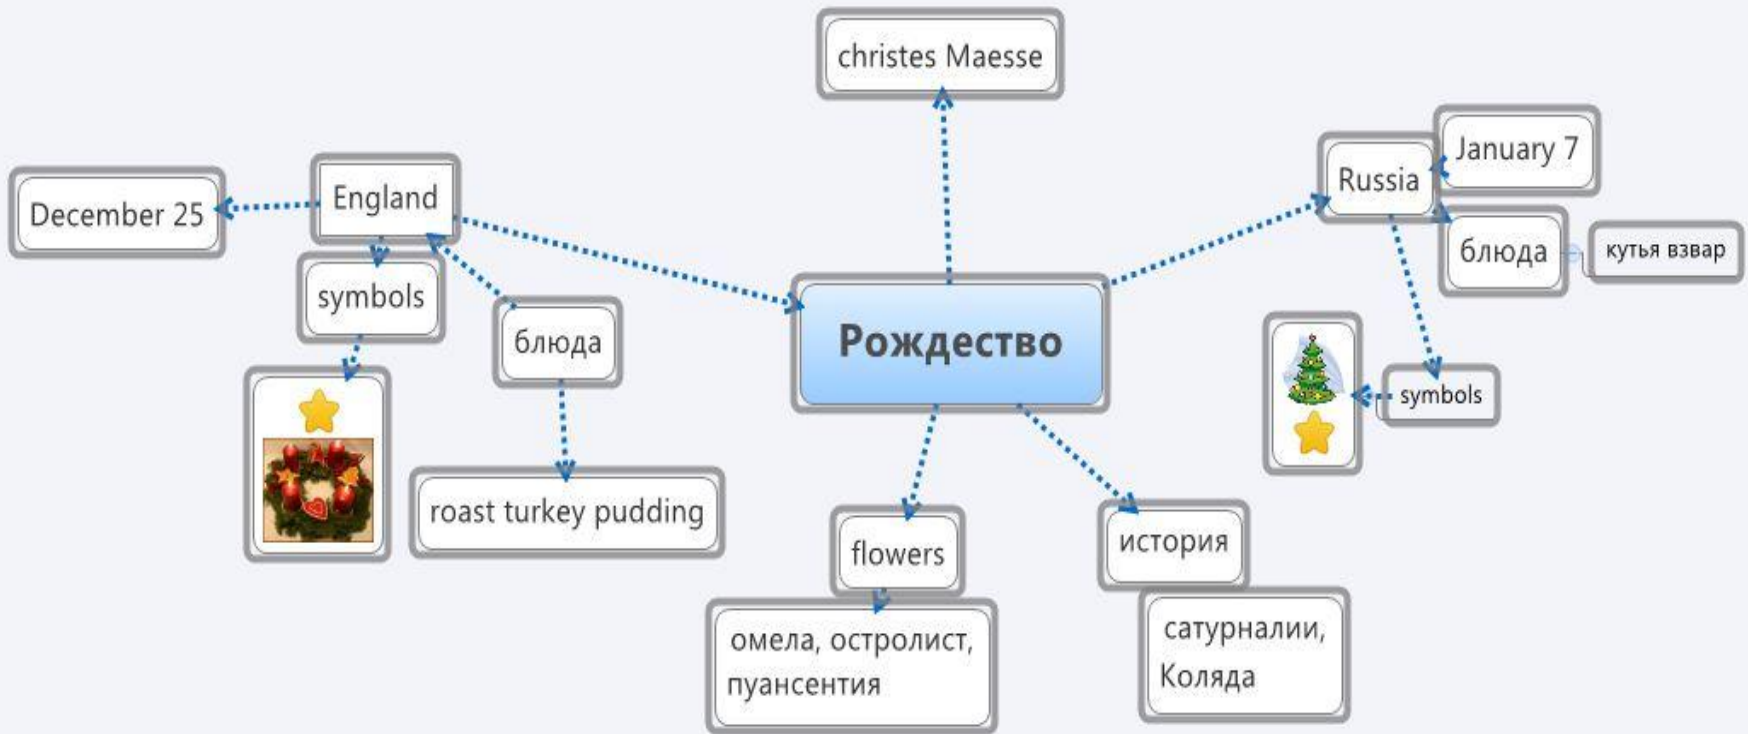 christes Maesse
January 7
Russia
England
December 25
блюда
кутья взвар
symbols
блюда
Рождество
symbols
roast turkey pudding
flowers
история
омела, остролист,
пуансентия
сатурналии,
Коляда